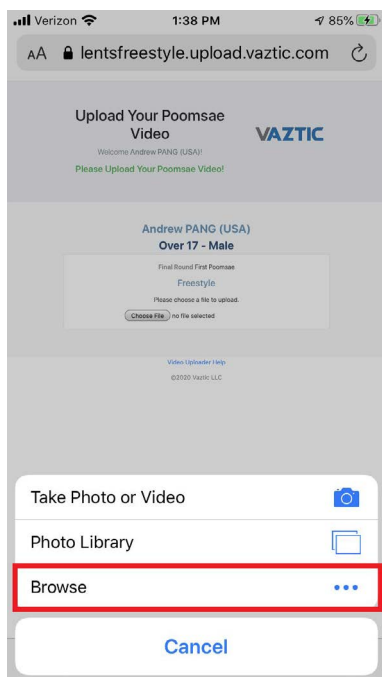 Verizon 1:38 PM 85%
AA lentsfreestyle.upload.vaztic.com
Upload Your Poomsae
Video
VAZTIC
Welcome Andrew PANG (USA)!
Please Upload Your Poomsae Video!
Andrew PANG (USA)
Over 17 - Male
Final Round First Poomsae
Freestyle
Please choose a file to upload.
Choose File no file selected
Video Uploader Help
©2020 Vaztic LLC
Take Photo or Video
Photo Library
Browse
Cancel